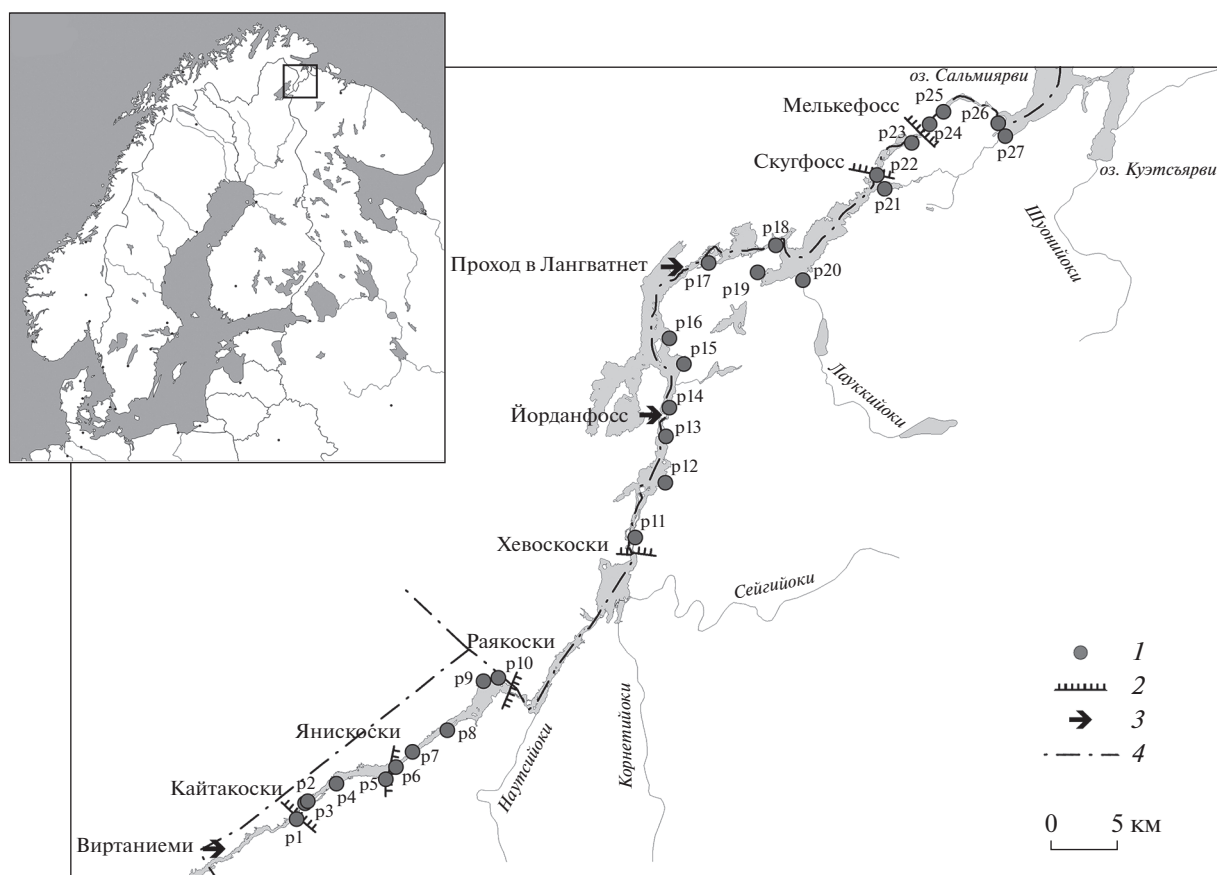 оз. Сальмиярви
Мелькефосс
p25
p26
p24
p23
p27
Скугфосс
p22
оз. Куэтсъярви
p21
Шуонийоки
p18
Проход в Лангватнет
p17
p19
p20
p16
p15
Лауккийоки
p14
Йорданфосс
p13
p12
p11
Хевоскоски
Сейгийоки
Раякоски
p10
p9
1
2
3
4
Корнетийоки
Наутсийоки
Янискоски
p8
p7
p6
p5
Кайтакоски
p2
p4
p3
p1
Виртаниеми
0 5 км